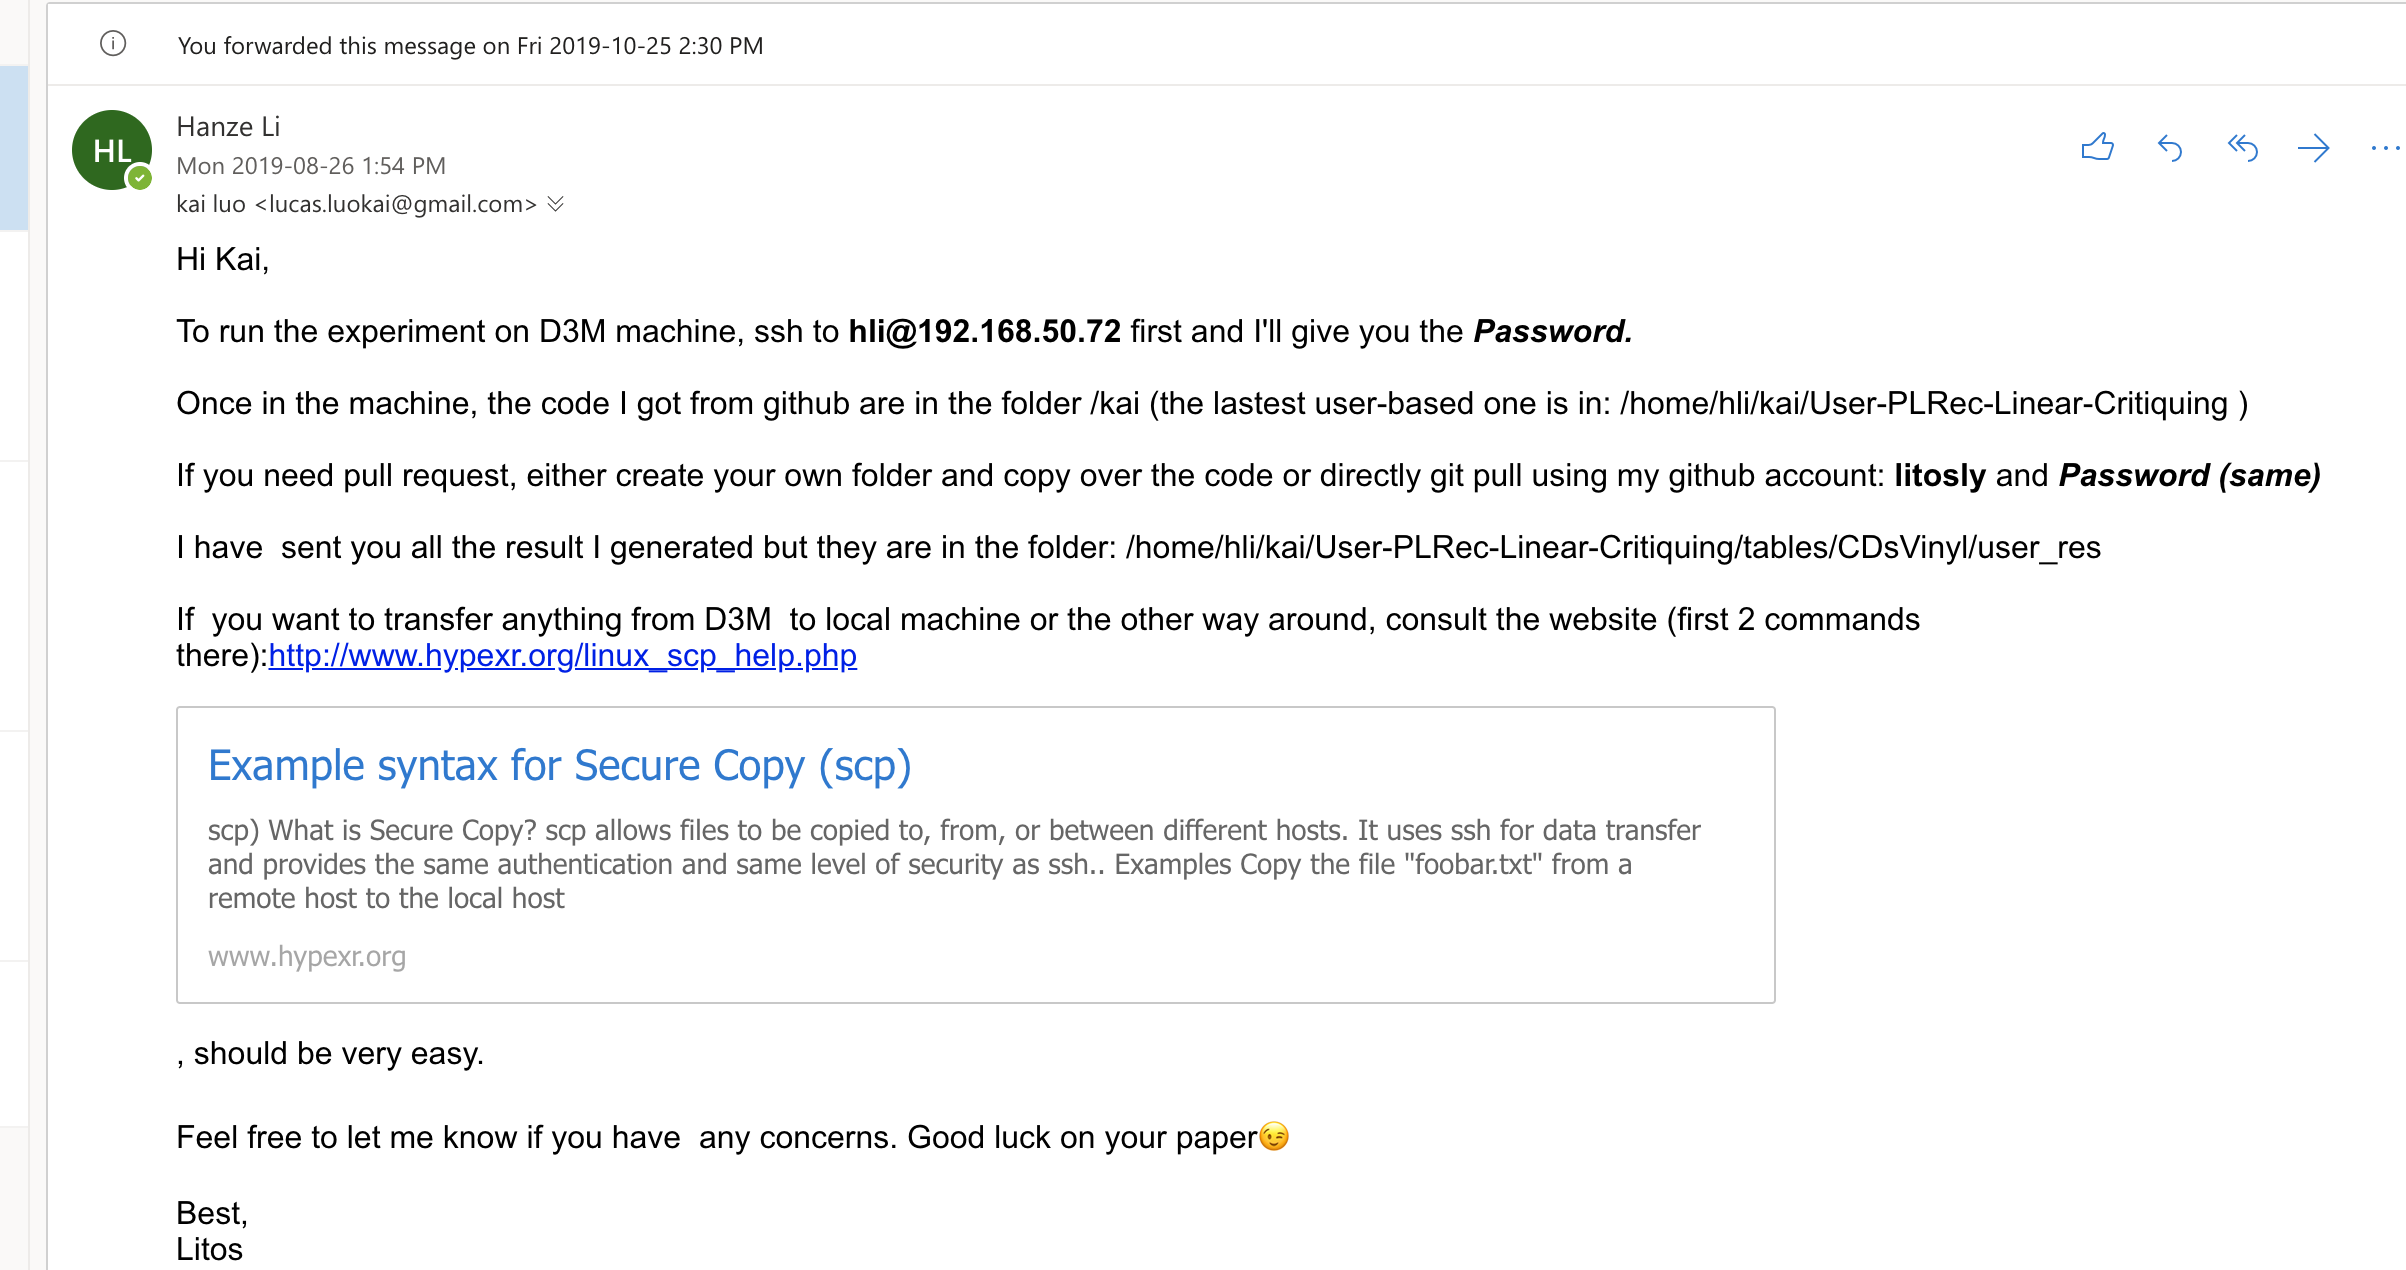 You forwarded this message on Fri 2019-10-25 2:30 PM
HL
Hanze Li
Mon 2019-08-26 1:54 PM
kai luo <lucas.luokai@gmail.com>
Hi Kai,
To run the experiment on D3M machine, ssh to hli@192.168.50.72 first and I'll give you the Password.
Once in the machine, the code I got from github are in the folder /kai (the lastest user-based one is in: /home/hli/kai/User-PLRec-Linear-Critiquing )
If you need pull request, either create your own folder and copy over the code or directly git pull using my github account: litosly and Password (same)
I have  sent you all the result I generated but they are in the folder: /home/hli/kai/User-PLRec-Linear-Critiquing/tables/CDsVinyl/user_res
If  you want to transfer anything from D3M  to local machine or the other way around, consult the website (first 2 commands
there):http://www.hypexr.org/linux_scp_help.php
Example syntax for Secure Copy (scp)
scp) What is Secure Copy? scp allows files to be copied to, from, or between different hosts. It uses ssh for data transfer
and provides the same authentication and same level of security as ssh.. Examples Copy the file "foobar.txt" from a
remote host to the local host
www.hypexr.org
, should be very easy.
Feel free to let me know if you have  any concerns. Good luck on your paper😉
Best,
Litos